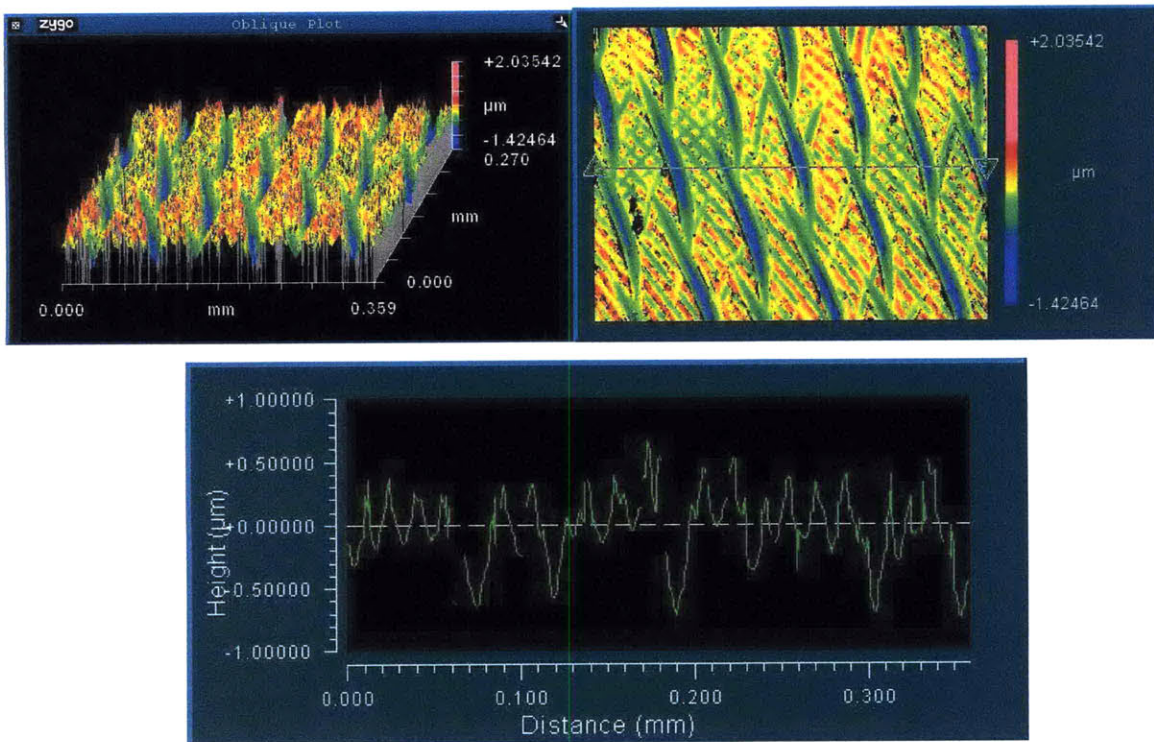 zygo
Oblique Plot
+2.03542
µm
-1.42464
0.270
mm
0.000
0.000
mm
0.359
+2.03542
µm
-1.42464
+1.00000
+0.50000
+0.00000
-0.50000
-1.00000
Height (µm)
0.000
0.100
0.200
0.300
Distance (mm)